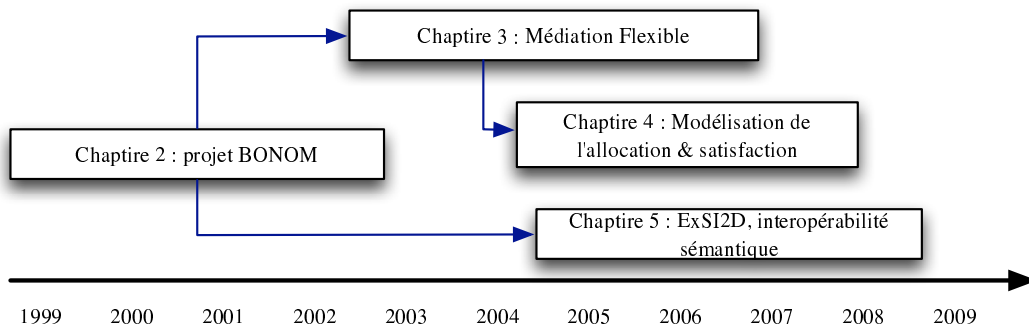 Chaptire 3 : Médiation Flexible
Chaptire 4 : Modélisation de
l'allocation & satisfaction
Chaptire 2 : projet BONOM
Chaptire 5 : ExSI2D, interopérabilité
sémantique
1999 2000 2001 2002 2003 2004 2005 2006 2007 2008 2009